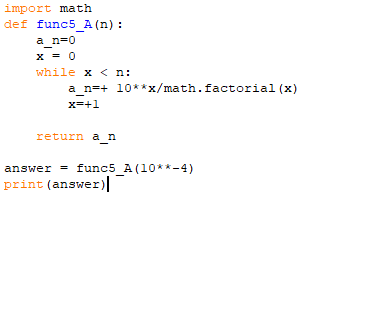 import math
def func5_A(n):
    a_n=0
    x = 0
    while x < n:
        a_n=+ 10**x/math.factorial(x)
        x=+1

    return a_n

answer = func5_A(10**-4)
print(answer)